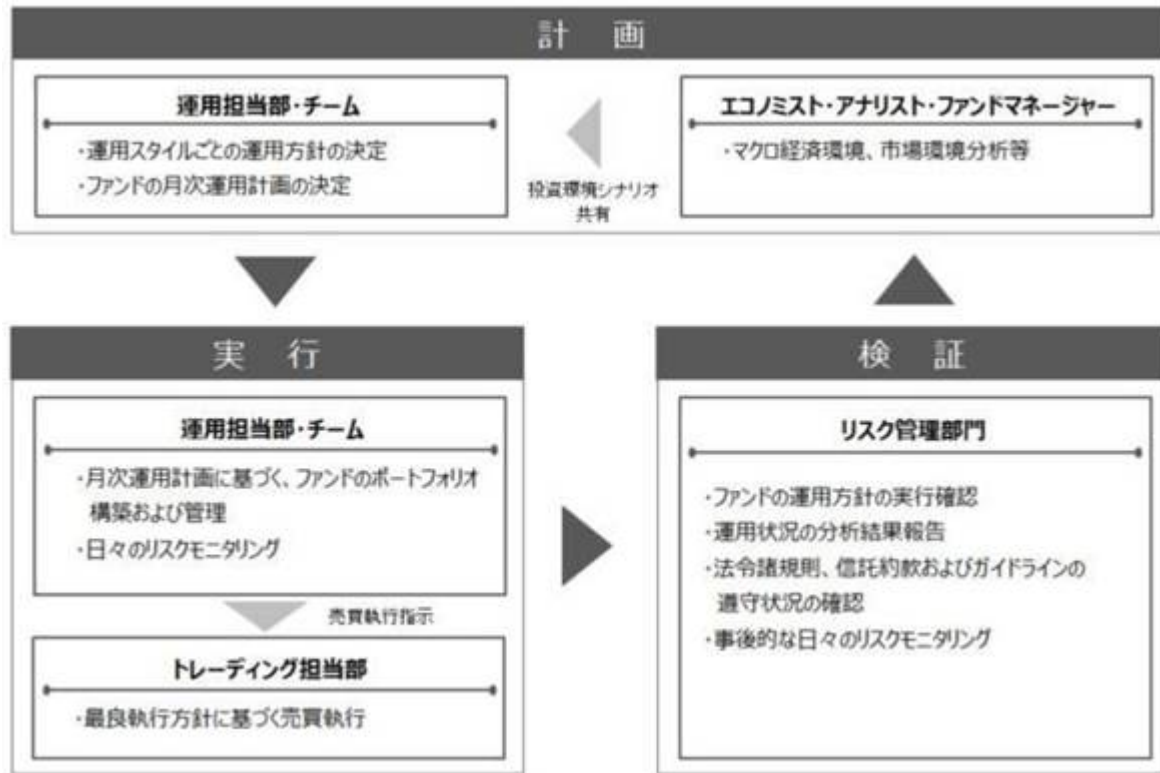 計 画
運用担当部・チーム
・運用スタイルごとの運用方針の決定
・ファンドの月次運用計画の決定
投資環境シナリオ
共有
エコノミスト・アナリスト・ファンドマネージャー
・マクロ経済環境、市場環境分析等
実 行
運用担当部・チーム
・月次運用計画に基づく、ファンドのポートフォリオ
構築および管理
・日々のリスクモニタリング
売買執行指示
トレーディング担当部
・最良執行方針に基づく売買執行
検 証
リスク管理部門
・ファンドの運用方針の実行確認
・運用状況の分析結果報告
・法令諸規則、信託約款およびガイドラインの
遵守状況の確認
・事後的な日々のリスクモニタリング